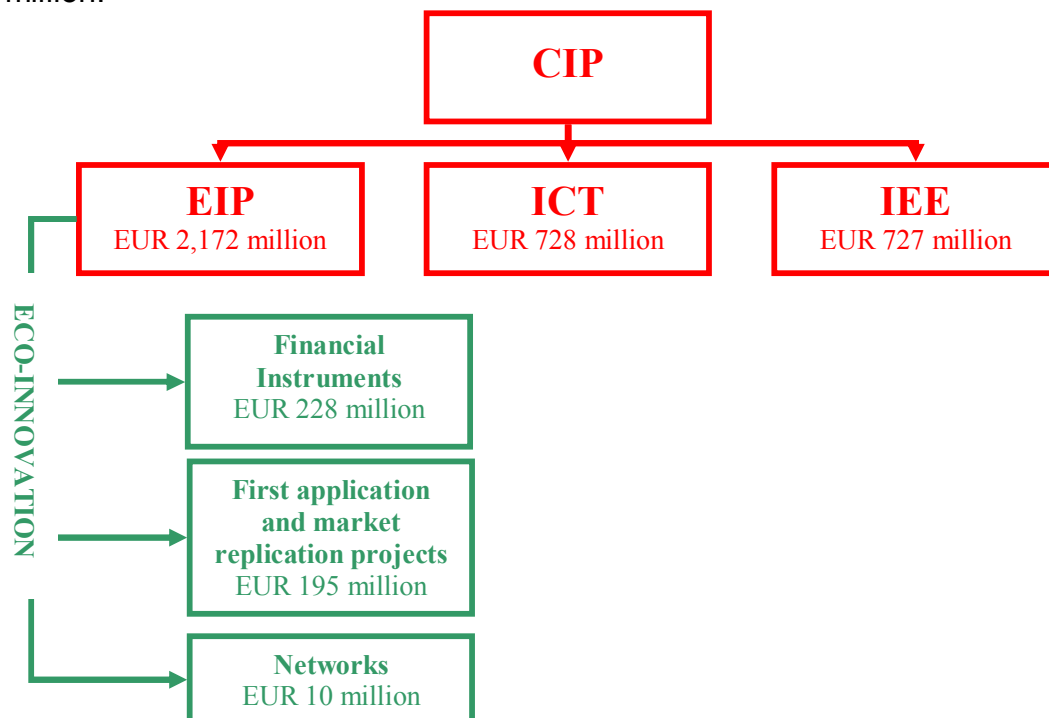 million.
CIP
EIP
EUR 2,172 million
ICT
EUR 728 million
IEE
EUR 727 million
ECO-INNOVATION
Financial
Instruments
EUR 228 million
First application
and market
replication projects
EUR 195 million
Networks
EUR 10 million